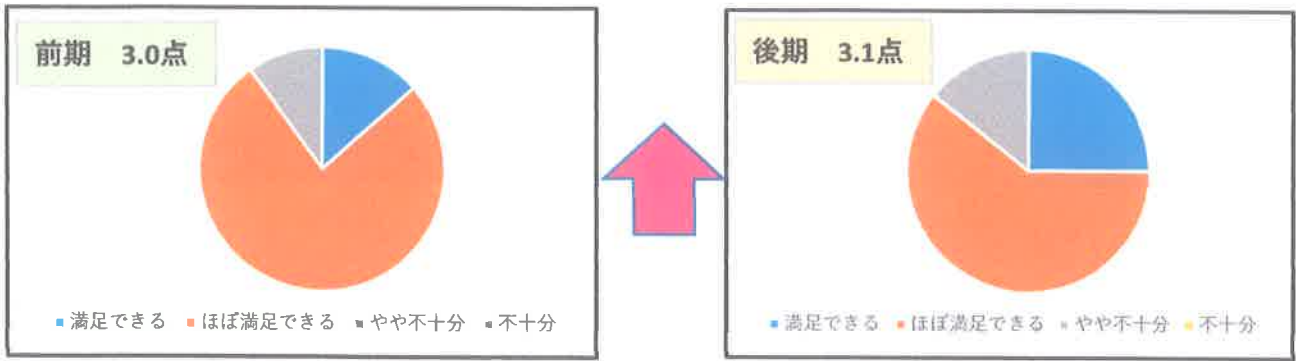 前期 3.0点
満足できる ほぼ満足できる やや不十分 不十分
後期 3.1点
満足できる ほぼ満足できる やや不十分 不十分